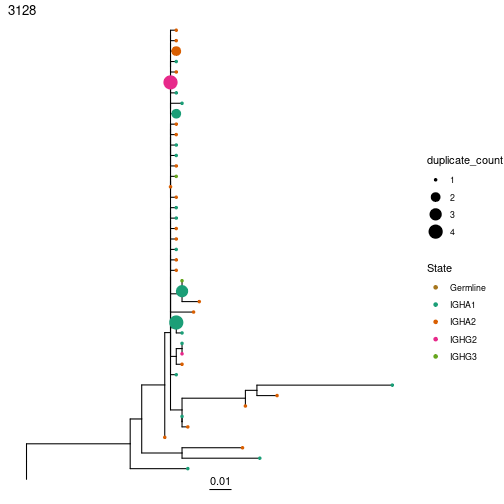 3128
duplicate_count
1
2
3
4
State
Germline
IGHA1
IGHA2
IGHG2
IGHG3
0.01